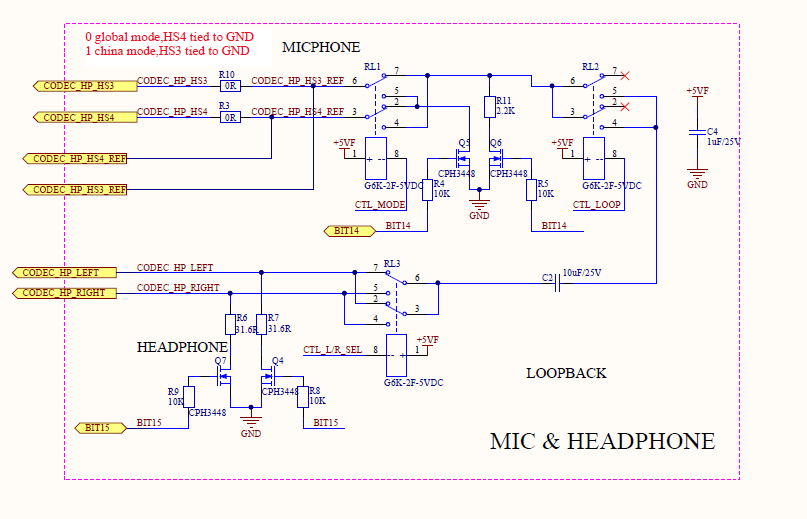 0 global mode,HS4 tied to GND
1 china mode,HS3 tied to GND
MICPHONE
RL1
RL2
7
7
CODEC_HP_HS3
CODEC_HP_HS3
R10
0R
CODEC_HP_HS3_REF
6
6
5
5
+5VF
2
2
R11
2.2K
CODEC_HP_HS4
CODEC_HP_HS4
R3
0R
CODEC_HP_HS4_REF
3
3
4
4
C4
1uF/25V
+5VF
Q5
Q6
+5VF
CODEC_HP_HS4_REF
1
+ --
8
CPH3448
CPH3448
1
+ --
8
GND
CODEC_HP_HS3_REF
G6K-2F-5VDC
R4
10K
R5
10K
G6K-2F-5VDC
CTL_MODE
CTL_LOOP
GND
BIT14
BIT14
BIT14
CODEC_HP_LEFT
CODEC_HP_LEFT
RL3
7
6
C2
10uF/25V
CODEC_HP_RIGHT
CODEC_HP_RIGHT
5
2
3
4
R6
31.6R
R7
31.6R
+5VF
HEADPHONE
CTL_L/R_SEL
8
-- +
1
Q7
Q4
LOOPBACK
G6K-2F-5VDC
R9
10K
CPH3448
CPH3448
R8
10K
BIT15
BIT15
BIT15
GND
MIC & HEADPHONE